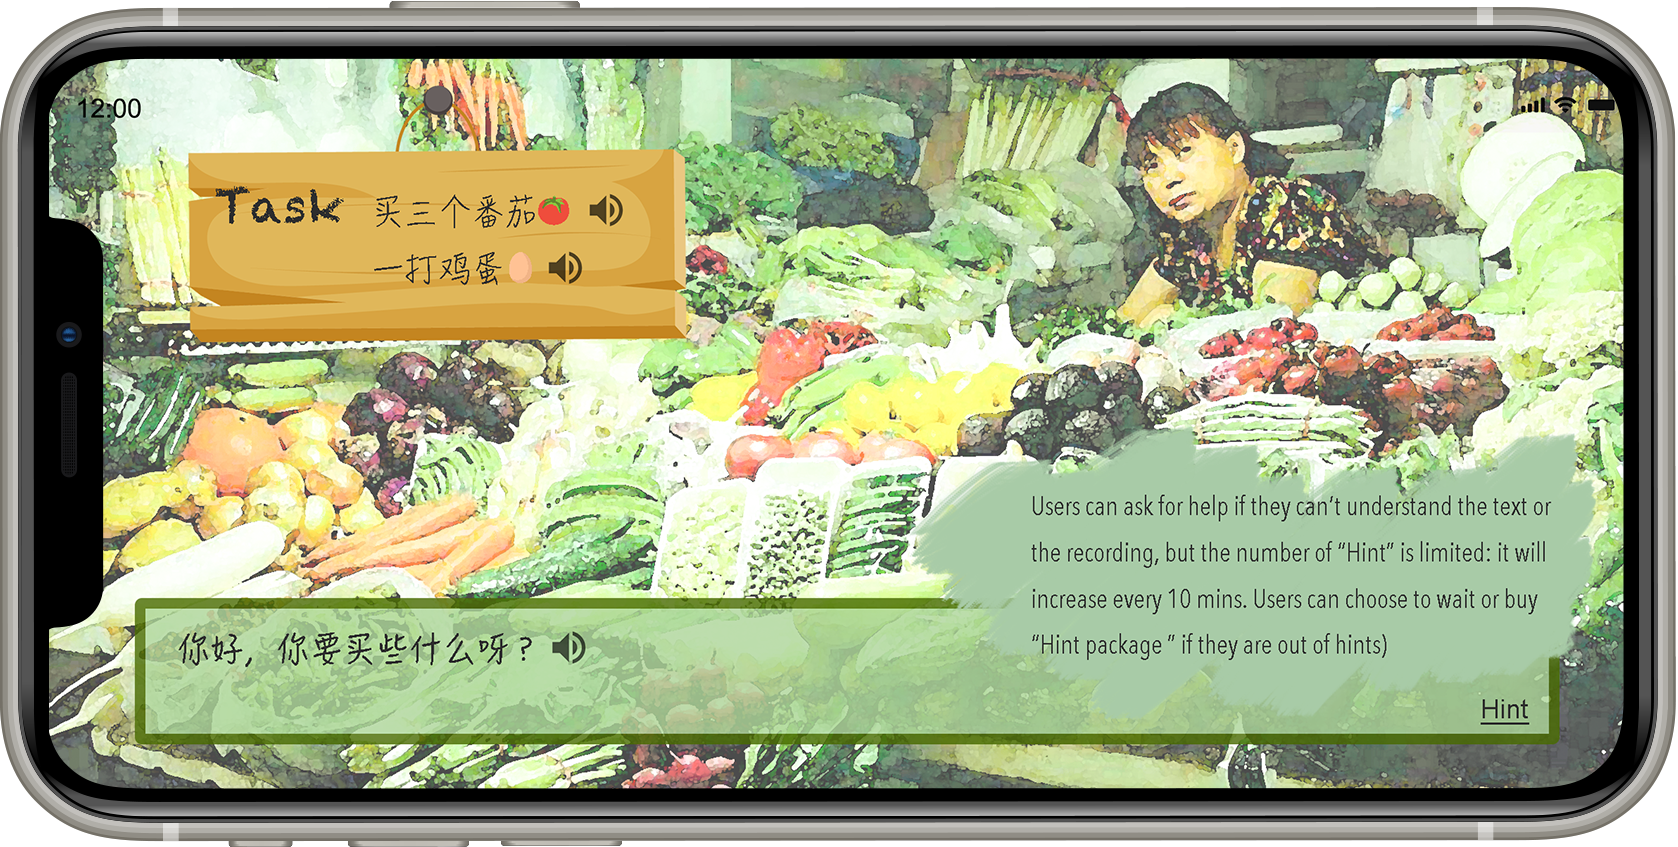 12:00
Task 买三个番茄
一打鸡蛋
Users can ask for help if they can’t understand the text or
the recording, but the number of “Hint” is limited: it will
increase every 10 mins. Users can choose to wait or buy
“Hint package ” if they are out of hints)
你好，你要买些什么呀？
Hint